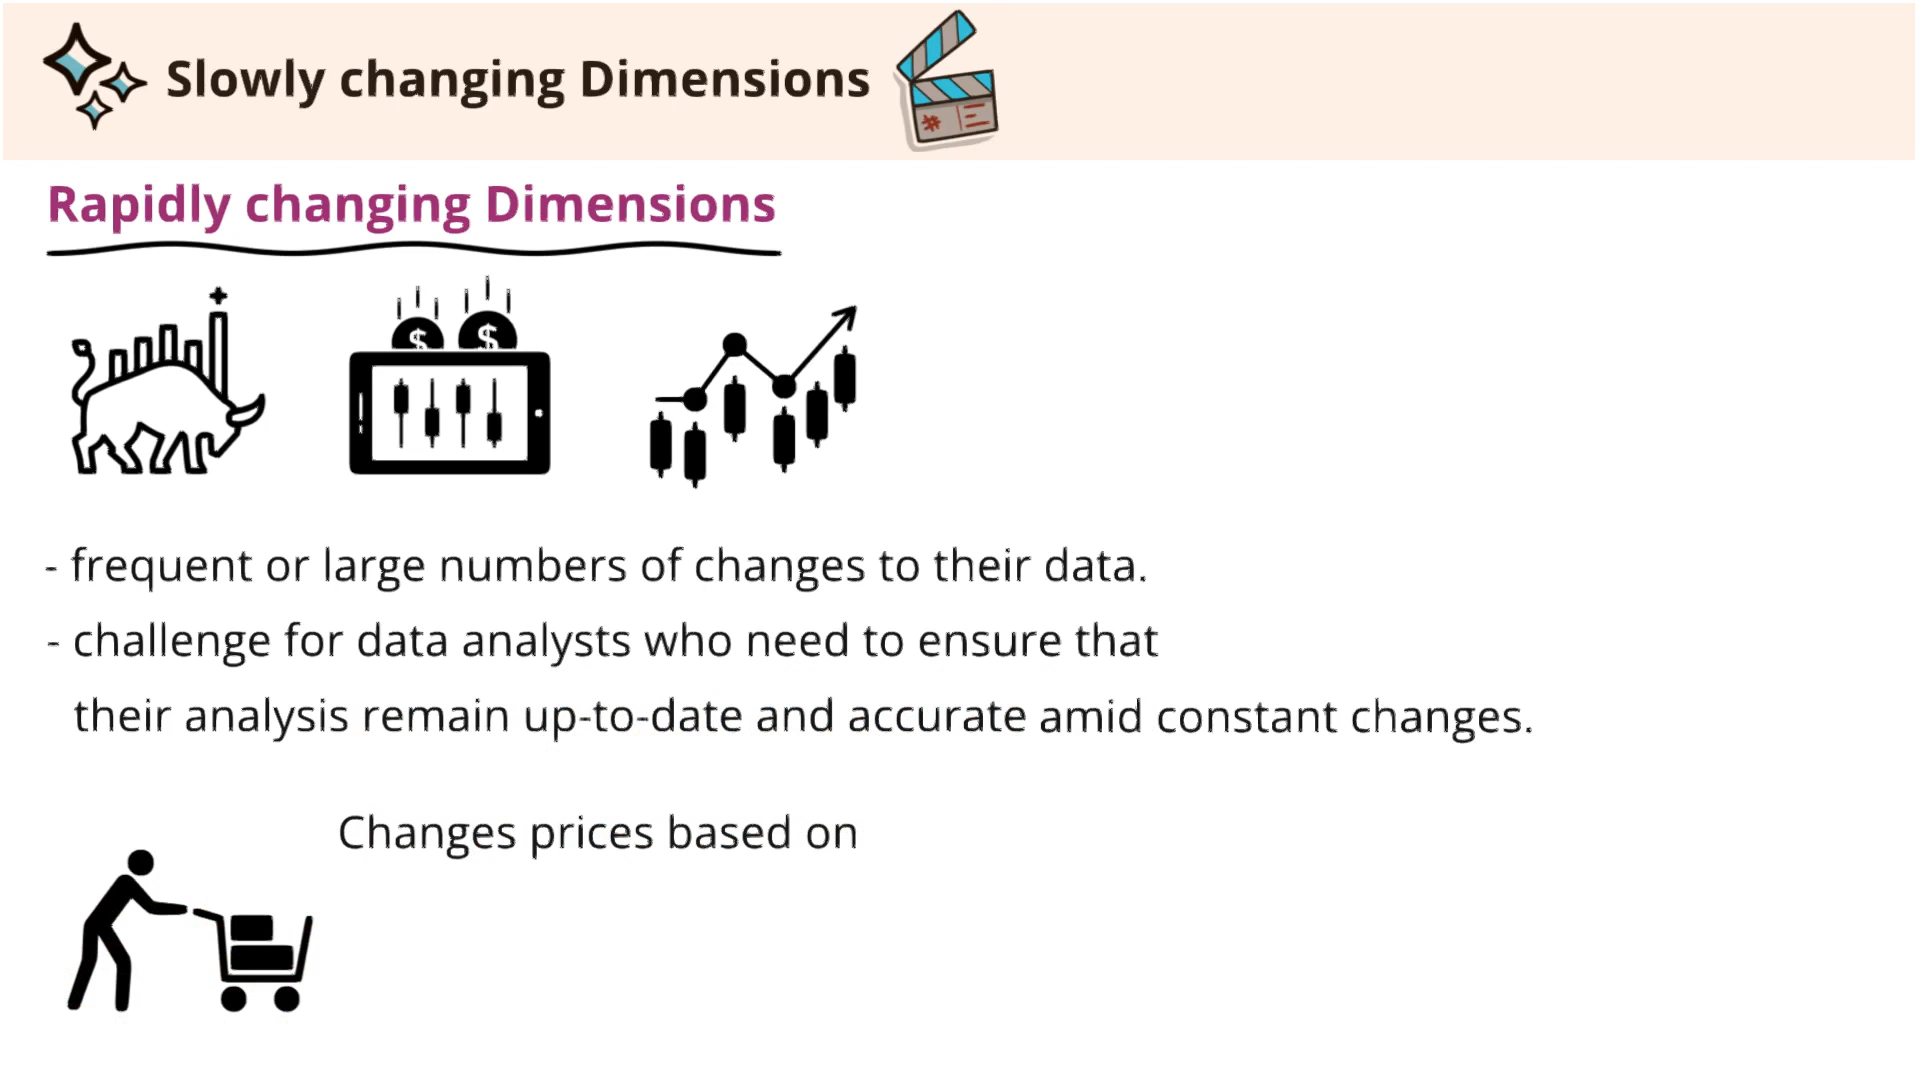 Slowly changing Dimensions
Rapidly changing Dimensions
$ $
- frequent or large numbers of changes to their data.
- challenge for data analysts who need to ensure that
their analysis remain up-to-date and accurate amid constant changes.
Changes prices based on